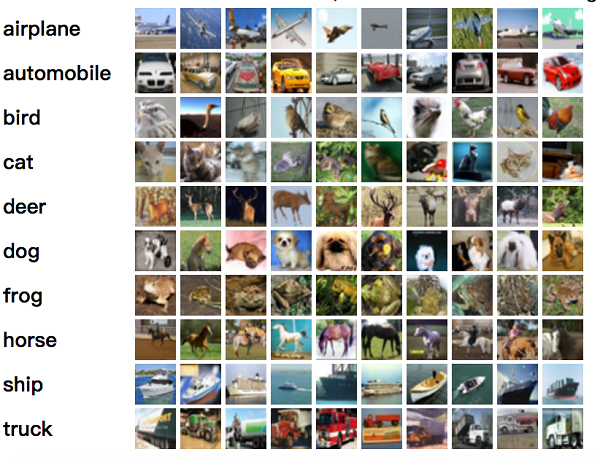 airplane
automobile
bird
cat
deer
dog
frog
horse
ship
truck